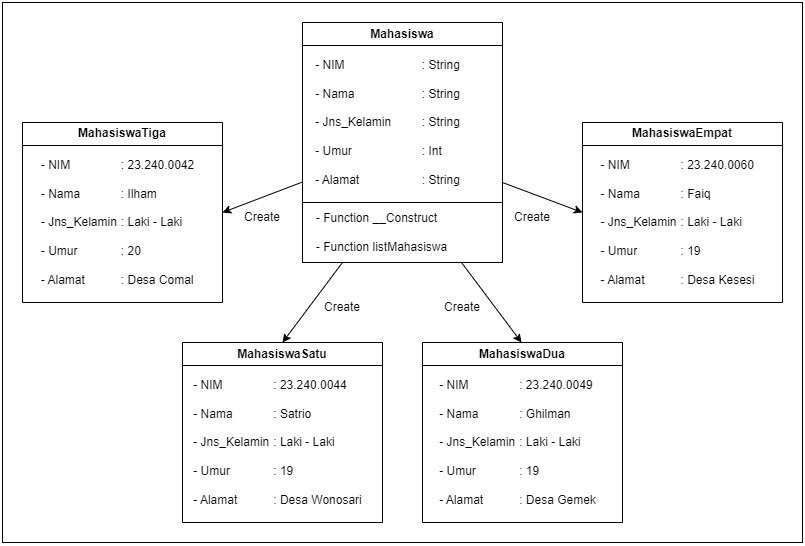 Mahasiswa
- NIM : String
- Nama : String
- Jns_Kelamin : String
- Umur : Int
- Alamat : String
- Function __Construct
- Function listMahasiswa
MahasiswaTiga
- NIM : 23.240.0042
- Nama : Ilham
- Jns_Kelamin : Laki - Laki
- Umur : 20
- Alamat : Desa Comal
Create
Create
MahasiswaEmpat
- NIM : 23.240.0060
- Nama : Faiq
- Jns_Kelamin : Laki - Laki
- Umur : 19
- Alamat : Desa Kesesi
Create
Create
MahasiswaSatu
- NIM : 23.240.0044
- Nama : Satrio
- Jns_Kelamin : Laki - Laki
- Umur : 19
- Alamat : Desa Wonosari
MahasiswaDua
- NIM : 23.240.0049
- Nama : Ghilman
- Jns_Kelamin : Laki - Laki
- Umur : 19
- Alamat : Desa Gemek